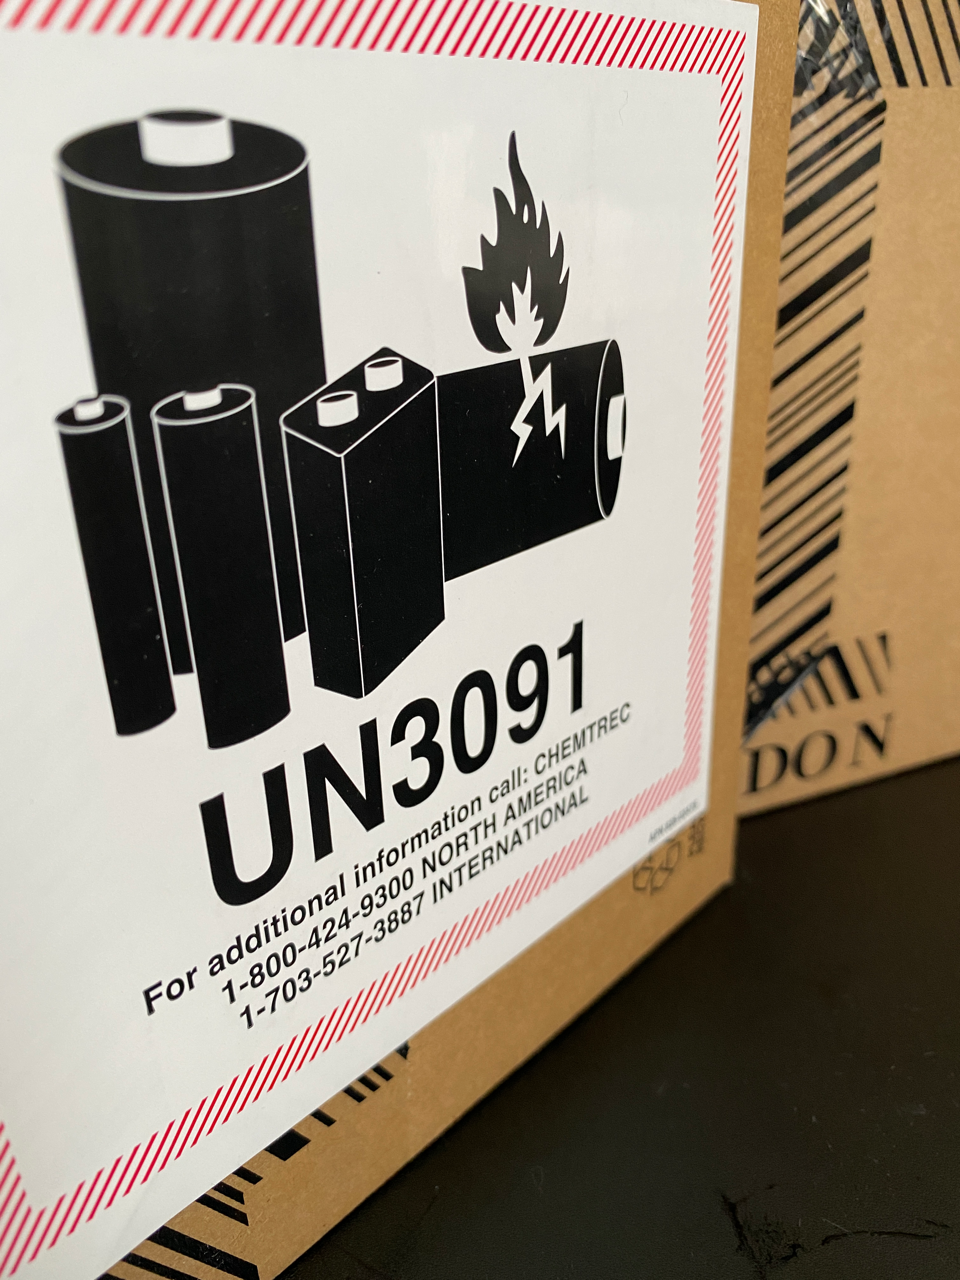 UN3091
For additional information call: CHEMTREC
1-800-424-9300 NORTH AMERICA
1-703-527-3887 INTERNATIONAL
DON